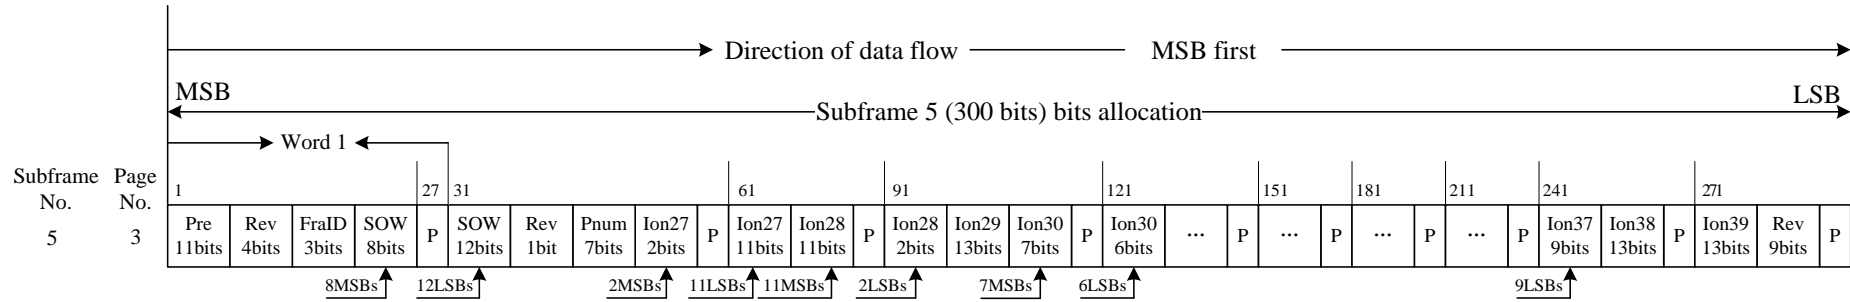 Direction of data flow MSB first
MSB LSB
Subframe 5 (300 bits) bits allocation
Word 1
Subframe No. Page No.
1 27 31 61 91 121 151 181 211 241 271
5 3
Pre 11bits
Rev 4bits
FraID 3bits
SOW 8bits
P
SOW 12bits
Rev 1bit
Pnum 7bits
Ion27 2bits
P
Ion27 11bits
Ion28 11bits
P
Ion28 2bits
Ion29 13bits
Ion30 7bits
P
Ion30 6bits
...
P
...
P
...
P
...
P
Ion37 9bits
Ion38 13bits
P
Ion39 13bits
Rev 9bits
P
8MSBs 12LSBs 2MSBs 11LSBs 11MSBs 2LSBs 7MSBs 6LSBs 9LSBs